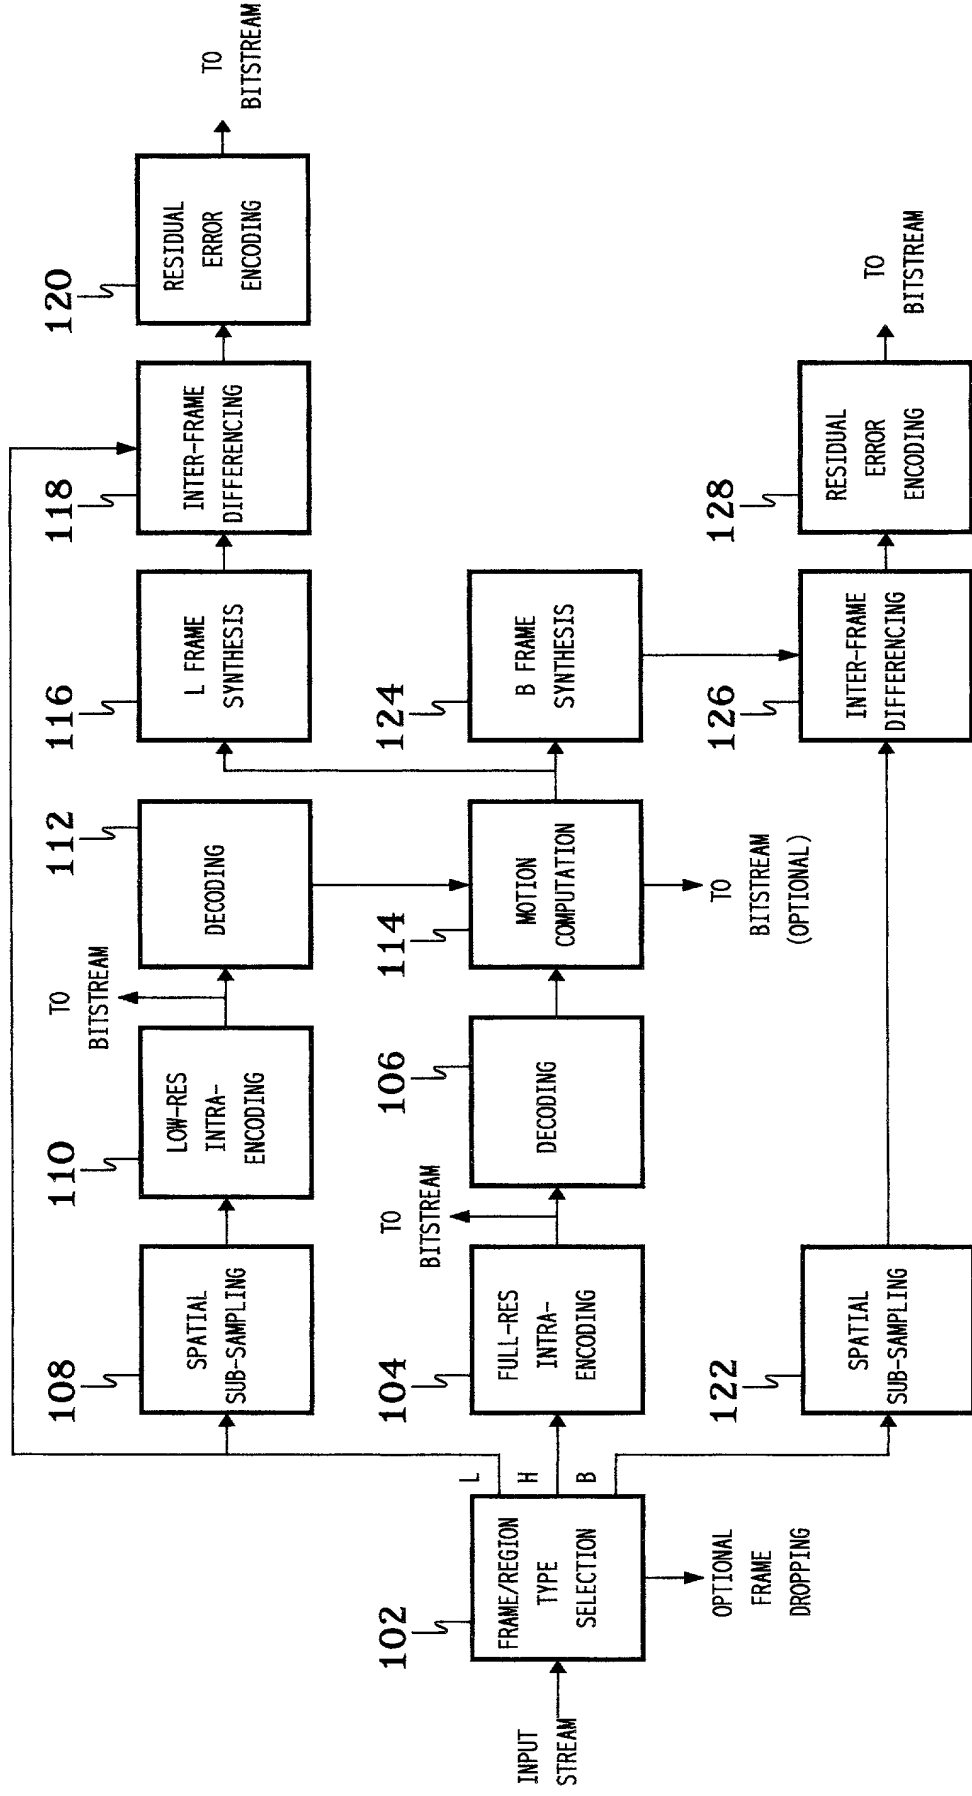 INPUT
STREAM
102
FRAME/REGION
TYPE
SELECTION
OPTIONAL
FRAME
DROPPING
L
H
B
108
SPATIAL
SUB-SAMPLING
110
LOW-RES
INTRA-
ENCODING
TO
BITSTREAM
112
DECODING
116
L FRAME
SYNTHESIS
118
INTER-FRAME
DIFFERENCING
120
RESIDUAL
ERROR
ENCODING
TO
BITSTREAM
104
FULL-RES
INTRA-
ENCODING
TO
BITSTREAM
106
DECODING
114
MOTION
COMPUTATION
TO
BITSTREAM
(OPTIONAL)
124
B FRAME
SYNTHESIS
122
SPATIAL
SUB-SAMPLING
126
INTER-FRAME
DIFFERENCING
128
RESIDUAL
ERROR
ENCODING
TO
BITSTREAM